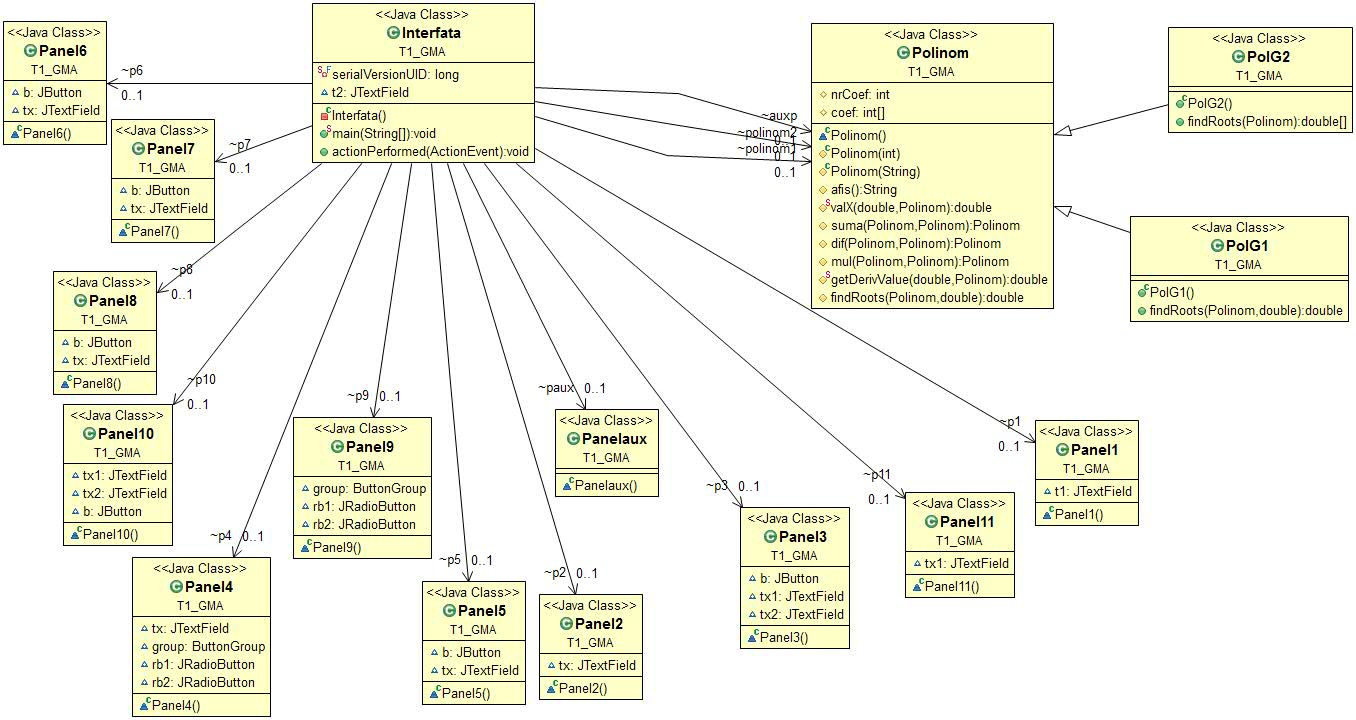 <<Java Class>>
Interfata
T1_GMA
serialVersionUID: long
t2: JTextField
Interfata()
main(String[]):void
actionPerformed(ActionEvent):void
<<Java Class>>
Polinom
T1_GMA
nrCoef: int
coef: int[]
Polinom()
Polinom(int)
Polinom(String)
afis():String
valX(double,Polinom):double
suma(Polinom,Polinom):Polinom
dif(Polinom,Polinom):Polinom
mul(Polinom,Polinom):Polinom
getDerivValue(double,Polinom):double
findRoots(Polinom,double):double
<<Java Class>>
PolG2
T1_GMA
PolG2()
findRoots(Polinom):double[]
<<Java Class>>
PolG1
T1_GMA
PolG1()
findRoots(Polinom,double):double
~auxp
0..1
~polinom2
0..1
~polinom1
0..1
<<Java Class>>
Panel6
T1_GMA
b: JButton
tx: JTextField
Panel6()
~p6
0..1
<<Java Class>>
Panel7
T1_GMA
b: JButton
tx: JTextField
Panel7()
~p7
0..1
<<Java Class>>
Panel8
T1_GMA
b: JButton
tx: JTextField
Panel8()
~p8
0..1
<<Java Class>>
Panel10
T1_GMA
tx1: JTextField
tx2: JTextField
b: JButton
Panel10()
~p10
0..1
<<Java Class>>
Panel4
T1_GMA
tx: JTextField
group: ButtonGroup
rb1: JRadioButton
rb2: JRadioButton
Panel4()
~p4 0..1
<<Java Class>>
Panel9
T1_GMA
group: ButtonGroup
rb1: JRadioButton
rb2: JRadioButton
Panel9()
~p9 0..1
<<Java Class>>
Panel5
T1_GMA
b: JButton
tx: JTextField
Panel5()
~p5 0..1
<<Java Class>>
Panel2
T1_GMA
tx: JTextField
Panel2()
~p2 0..1
<<Java Class>>
Panelaux
T1_GMA
Panelaux()
~paux 0..1
<<Java Class>>
Panel3
T1_GMA
b: JButton
tx1: JTextField
tx2: JTextField
Panel3()
~p3 0..1
<<Java Class>>
Panel11
T1_GMA
tx1: JTextField
Panel11()
~p11
0..1
<<Java Class>>
Panel1
T1_GMA
t1: JTextField
Panel1()
~p1
0..1